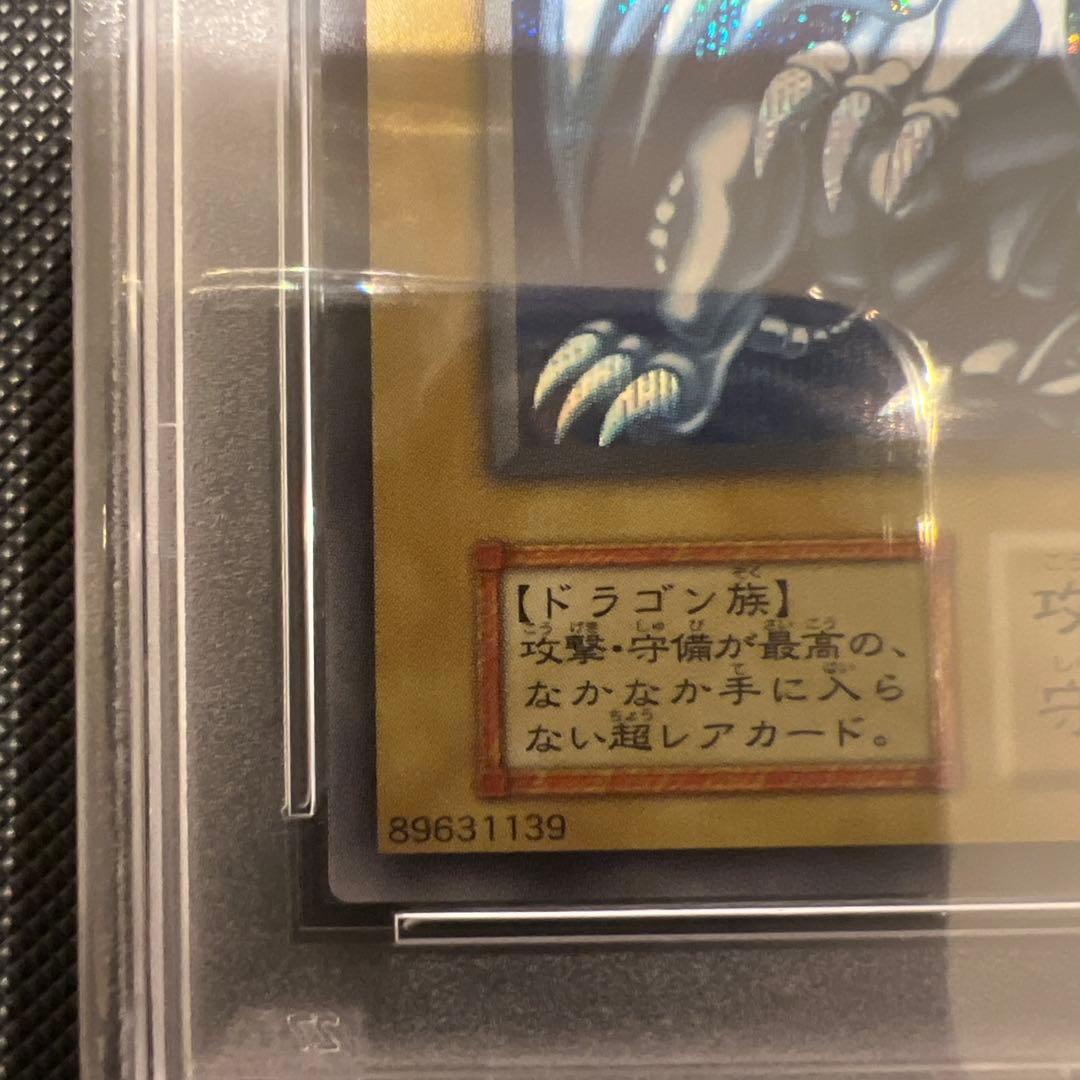 【ドラゴン族】
攻撃・守備が最高の、
なかなか手に入ら
ない超レアカード。
攻
89631139